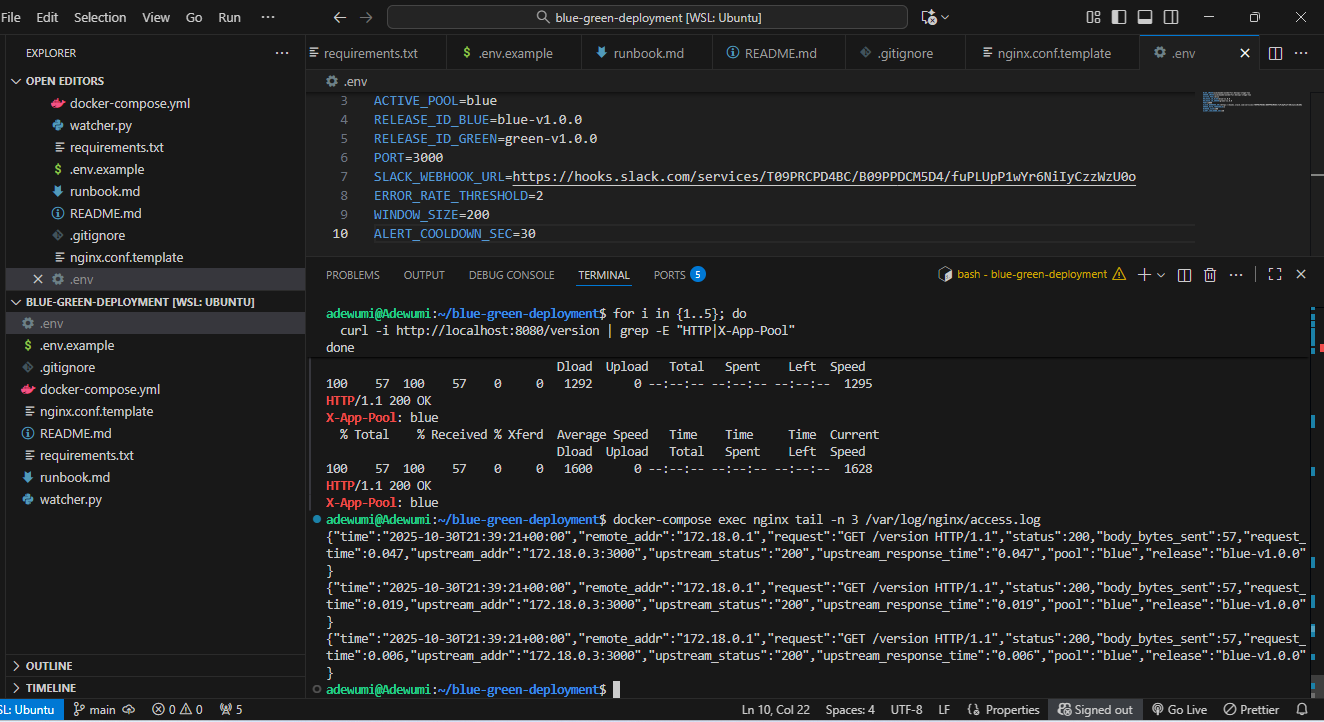 File Edit Selection View Go Run ···
blue-green-deployment [WSL: Ubuntu]
EXPLORER ···
OPEN EDITORS
docker-compose.yml
watcher.py
requirements.txt
.env.example
runbook.md
README.md
.gitignore
nginx.conf.template
.env
BLUE-GREEN-DEPLOYMENT [WSL: UBUNTU]
.env
.env.example
.gitignore
docker-compose.yml
nginx.conf.template
README.md
requirements.txt
runbook.md
watcher.py
OUTLINE
TIMELINE
requirements.txt .env.example runbook.md README.md .gitignore nginx.conf.template .env
.env
3 ACTIVE_POOL=blue
4 RELEASE_ID_BLUE=blue-v1.0.0
5 RELEASE_ID_GREEN=green-v1.0.0
6 PORT=3000
7 SLACK_WEBHOOK_URL=https://hooks.slack.com/services/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
8 ERROR_RATE_THRESHOLD=2
9 WINDOW_SIZE=200
10 ALERT_COOLDOWN_SEC=30
PROBLEMS OUTPUT DEBUG CONSOLE TERMINAL PORTS 5
bash - blue-green-deployment
adewumi@Adewumi:~/blue-green-deployment$ for i in {1..5}; do
curl -i http://localhost:8080/version | grep -E "HTTP|X-App-Pool"
done
Dload Upload Total Spent Left Speed
100 57 100 57 0 0 1292 0 --:--:-- --:--:-- --:--:-- 1295
HTTP/1.1 200 OK
X-App-Pool: blue
% Total % Received % Xferd Average Speed Time Time Time Current
Dload Upload Total Spent Left Speed
100 57 100 57 0 0 1600 0 --:--:-- --:--:-- --:--:-- 1628
HTTP/1.1 200 OK
X-App-Pool: blue
adewumi@Adewumi:~/blue-green-deployment$ docker-compose exec nginx tail -n 3 /var/log/nginx/access.log
{"time":"2025-10-30T21:39:21+00:00","remote_addr":"172.18.0.1","request":"GET /version HTTP/1.1","status":200,"body_bytes_sent":57,"request_
time":0.047,"upstream_addr":"172.18.0.3:3000","upstream_status":"200","upstream_response_time":"0.047","pool":"blue","release":"blue-v1.0.0"
}
{"time":"2025-10-30T21:39:21+00:00","remote_addr":"172.18.0.1","request":"GET /version HTTP/1.1","status":200,"body_bytes_sent":57,"request_
time":0.019,"upstream_addr":"172.18.0.3:3000","upstream_status":"200","upstream_response_time":"0.019","pool":"blue","release":"blue-v1.0.0"
}
{"time":"2025-10-30T21:39:21+00:00","remote_addr":"172.18.0.1","request":"GET /version HTTP/1.1","status":200,"body_bytes_sent":57,"request_
time":0.006,"upstream_addr":"172.18.0.3:3000","upstream_status":"200","upstream_response_time":"0.006","pool":"blue","release":"blue-v1.0.0"
}
adewumi@Adewumi:~/blue-green-deployment$
SL: Ubuntu main 0 0 5 Ln 10, Col 22 Spaces: 4 UTF-8 LF Properties Signed out Go Live Prettier